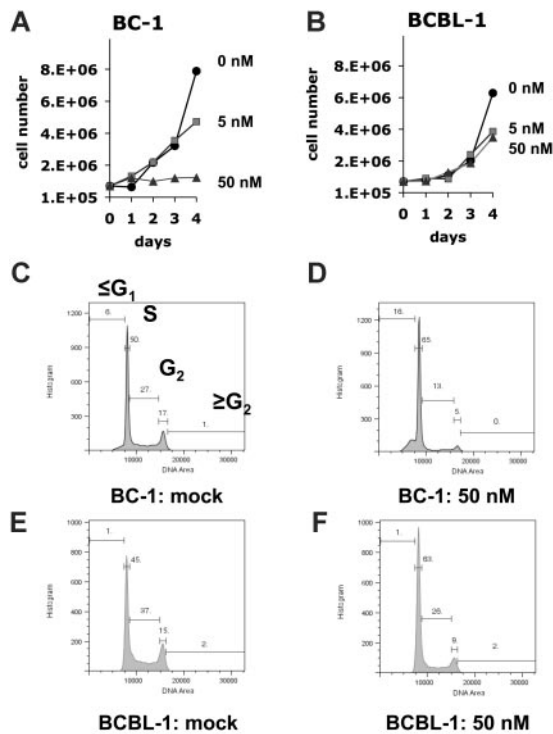 A
BC-1
cell number
8.E+06
6.E+06
4.E+06
2.E+06
1.E+05
0 nM
5 nM
50 nM
0 1 2 3 4
days
B
BCBL-1
cell number
8.E+06
6.E+06
4.E+06
2.E+06
1.E+05
0 nM
5 nM
50 nM
0 1 2 3 4
days
C
≤G1
S
G2
≥G2
Histogram
1200
900
600
300
6.
50.
27.
17.
1.
10000 20000 30000
DNA Area
BC-1: mock
D
Histogram
1200
900
600
300
16.
65.
13.
5.
0.
10000 20000 30000
DNA Area
BC-1: 50 nM
E
Histogram
1000
800
600
400
200
1.
45.
37.
15.
2.
10000 20000 30000
DNA Area
BCBL-1: mock
F
Histogram
1000
800
600
400
200
1.
26.
9.
2.
10000 20000 30000
DNA Area
BCBL-1: 50 nM